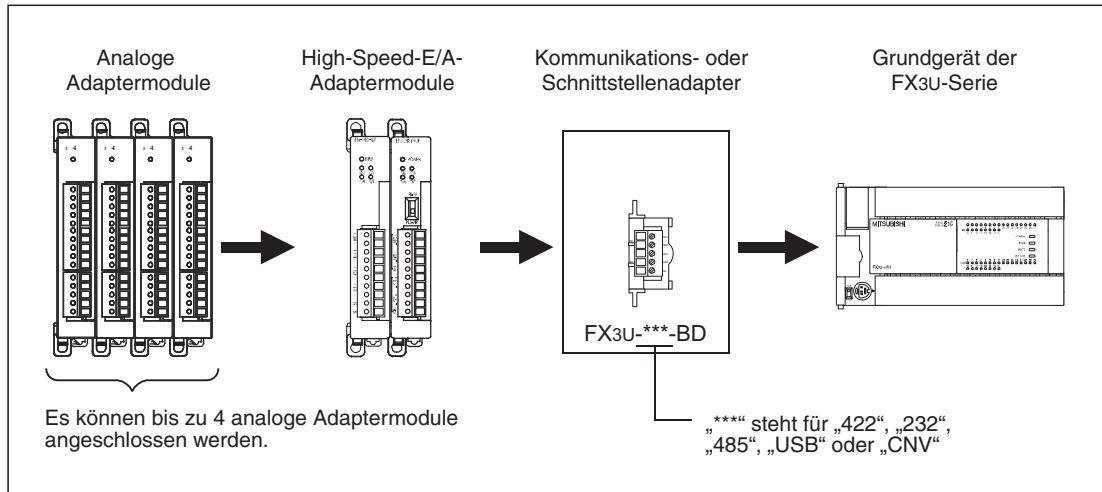 Analoge
Adaptermodule
High-Speed-E/A-
Adaptermodule
Kommunikations- oder
Schnittstellenadapter
Grundgerät der
FX3U-Serie
MITSUBISHI
FX3U-***-BD
Es können bis zu 4 analoge Adaptermodule
angeschlossen werden.
„***“ steht für „422“, „232“,
„485“, „USB“ oder „CNV“